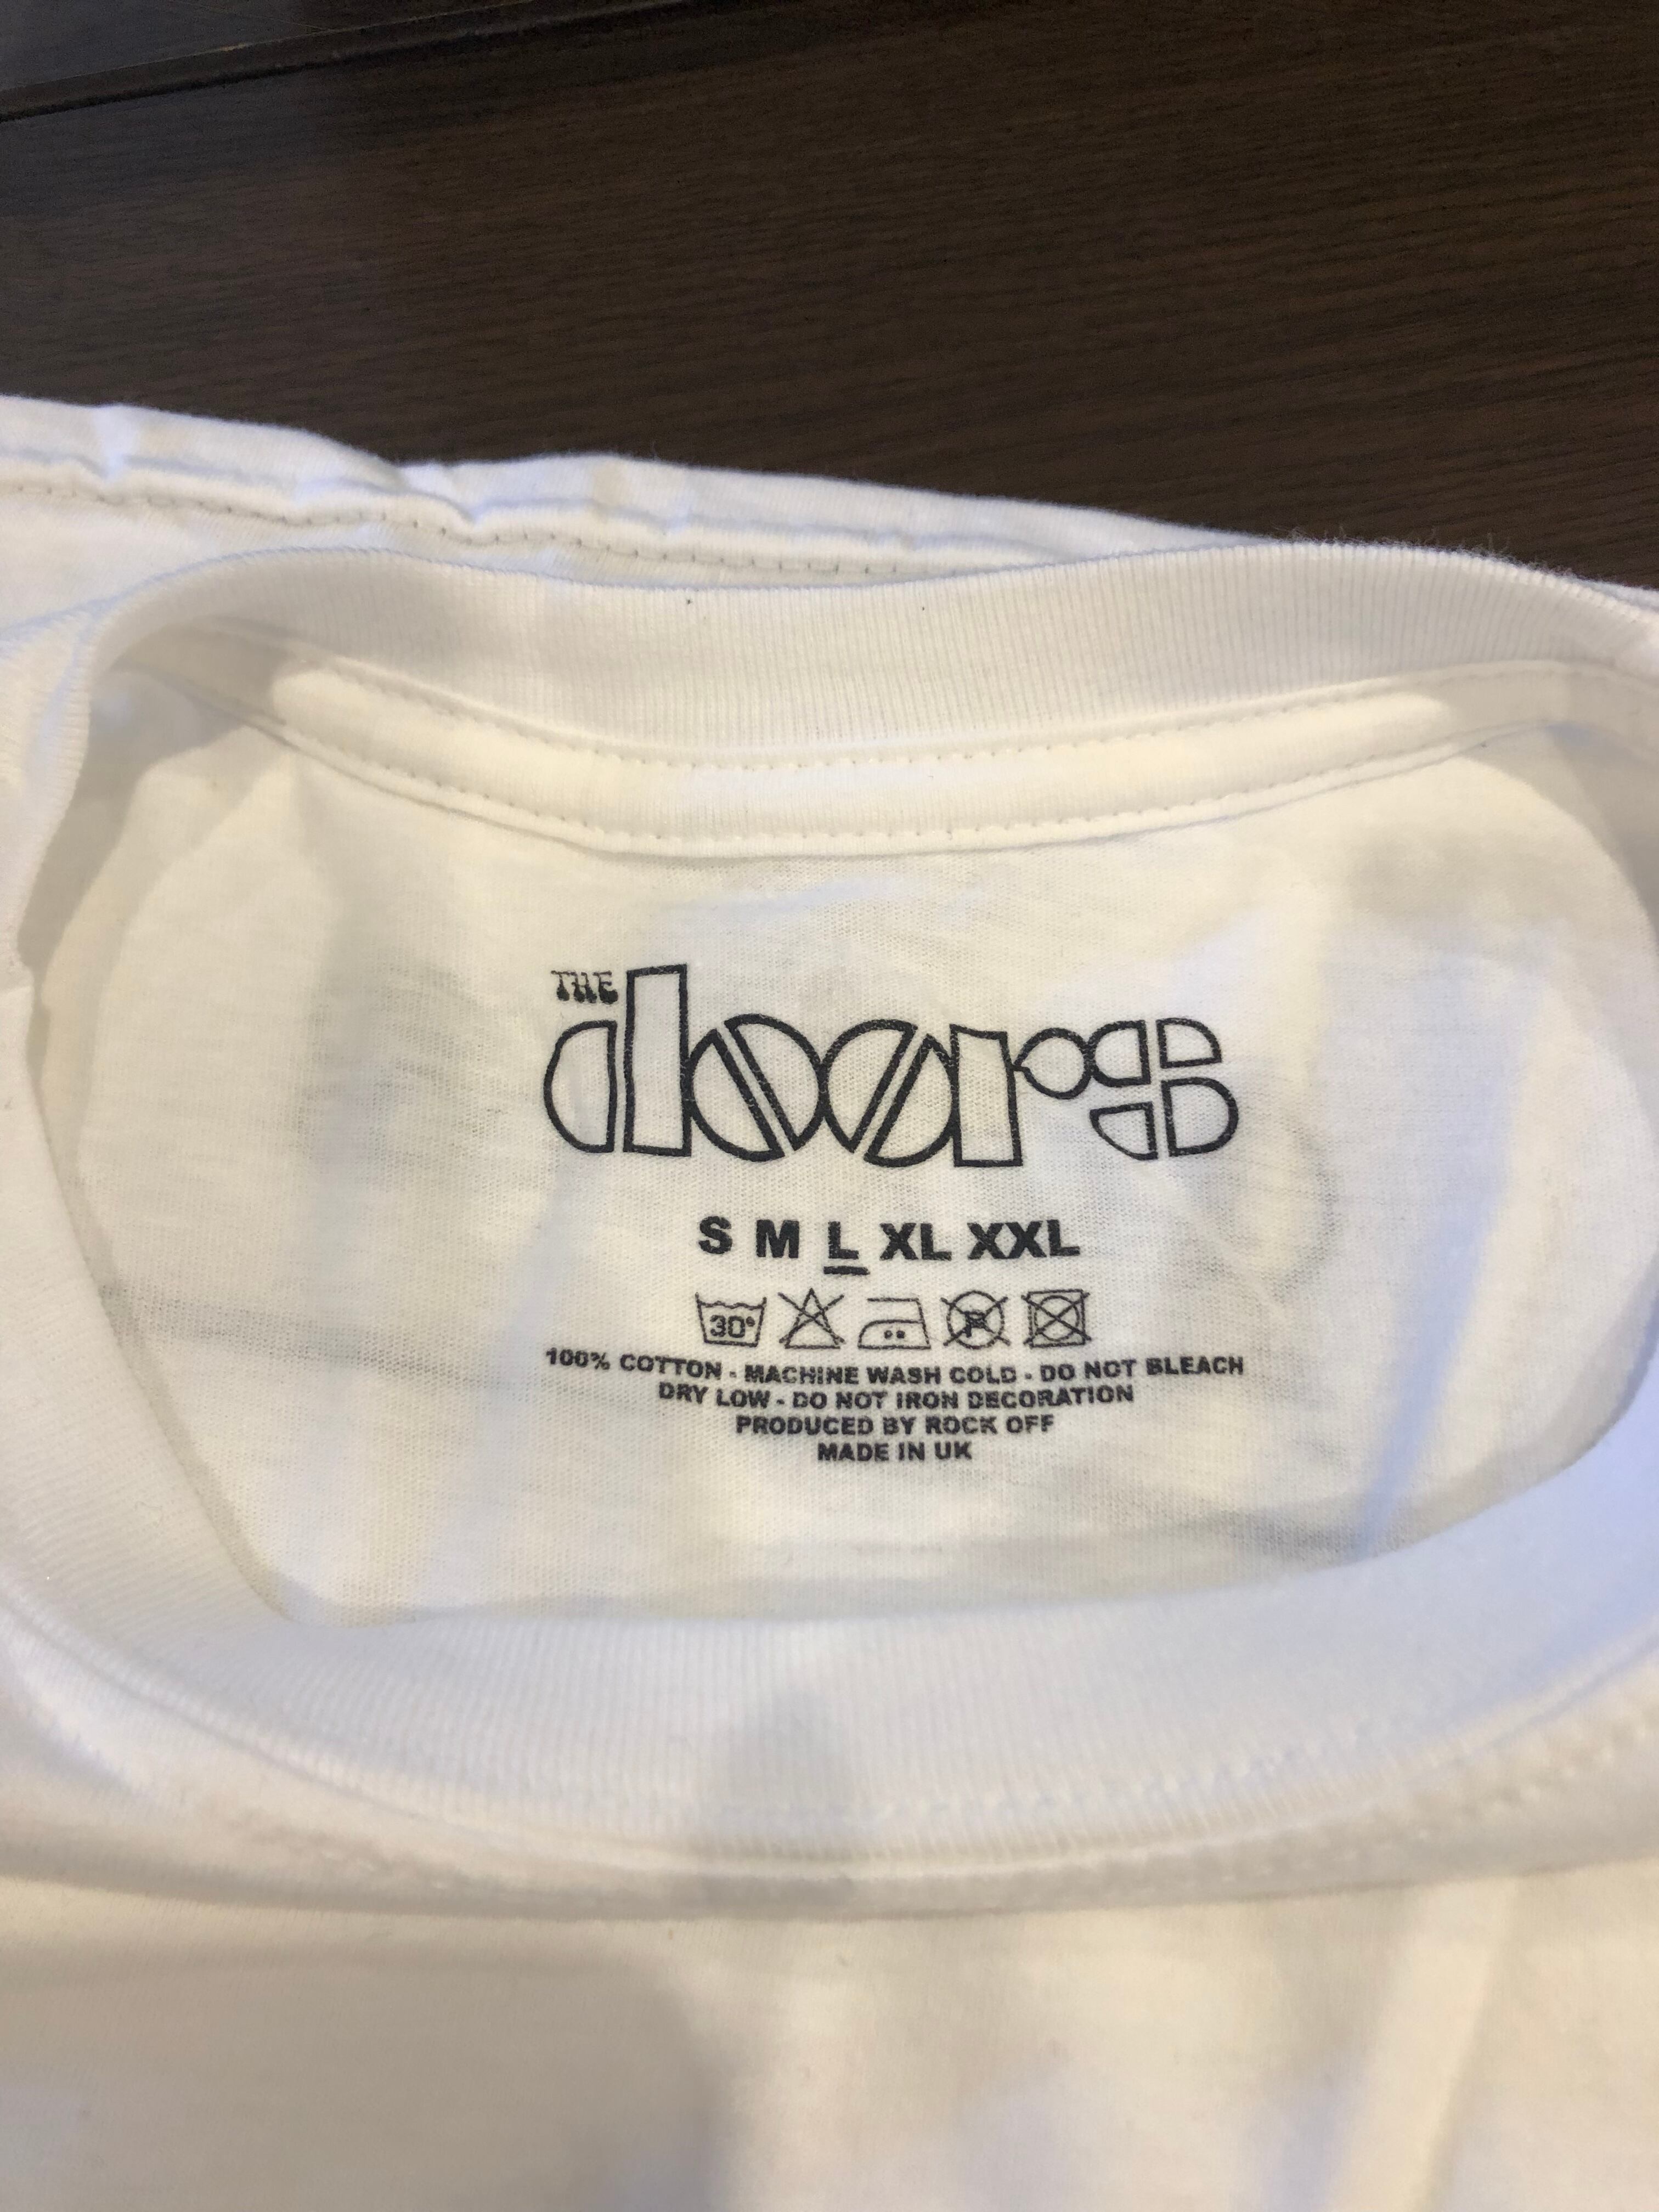 THE
doors
S M L XL XXL
30° P
100% COTTON - MACHINE WASH COLD - DO NOT BLEACH
DRY LOW - DO NOT IRON DECORATION
PRODUCED BY ROCK OFF
MADE IN UK